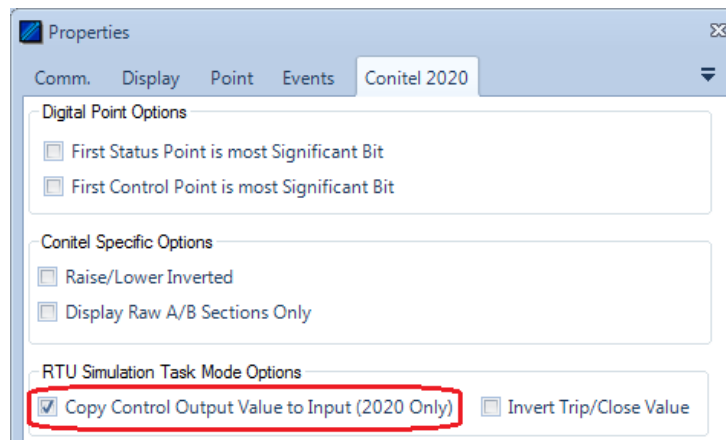 Properties
Comm. Display Point Events Conitel 2020
Digital Point Options
First Status Point is most Significant Bit
First Control Point is most Significant Bit
Conitel Specific Options
Raise/Lower Inverted
Display Raw A/B Sections Only
RTU Simulation Task Mode Options
Copy Control Output Value to Input (2020 Only) Invert Trip/Close Value